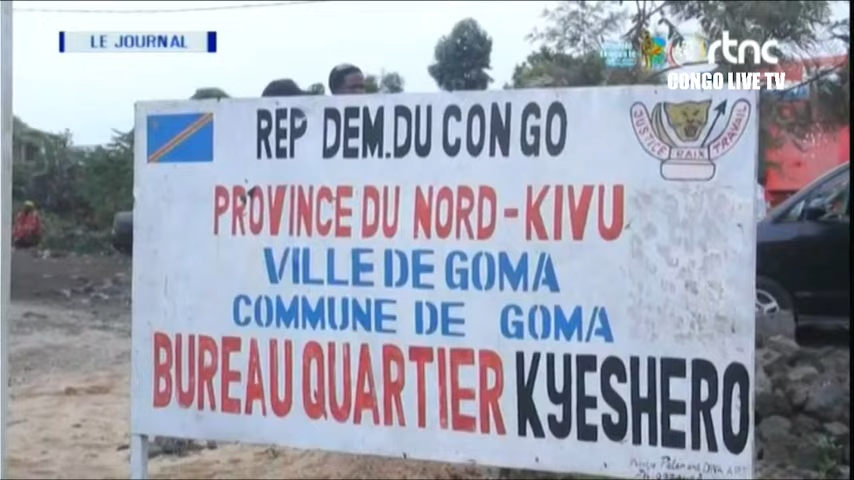 LE JOURNAL
rtnc
CONGO LIVE TV
REP DEM.DU CONGO
JUSTICE PAIX TRAVAIL
PROVINCE DU NORD-KIVU
VILLE DE GOMA
COMMUNE DE GOMA
BUREAU QUARTIER KYESHERO